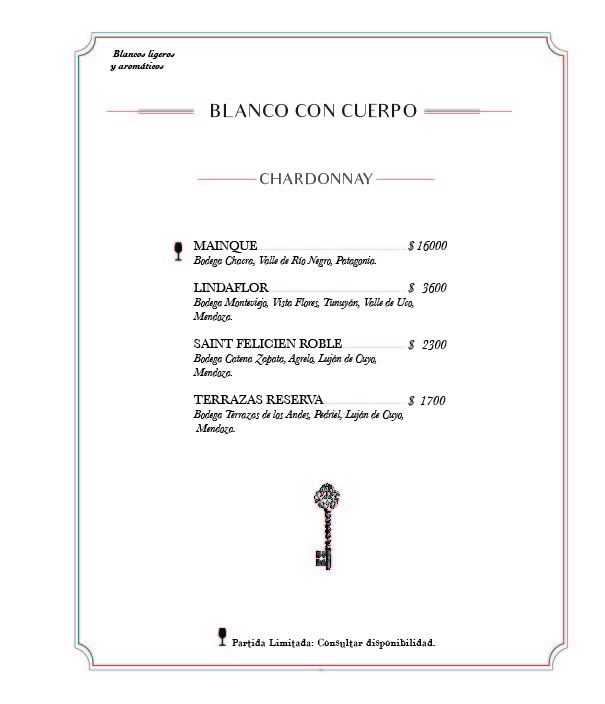 Blancos ligeros
y aromáticos
BLANCO CON CUERPO
CHARDONNAY
MAINQUE $ 16000
Bodega Chacra, Valle de Río Negro, Patagonia.
LINDAFLOR $ 3600
Bodega Monteviejo, Vista Flores, Tunuyán, Valle de Uco,
Mendoza.
SAINT FELICIEN ROBLE $ 2300
Bodega Catena Zapata, Agrelo, Luján de Cuyo,
Mendoza.
TERRAZAS RESERVA $ 1700
Bodega Terrazas de los Andes, Pedriel, Luján de Cuyo,
Mendoza.
Partida Limitada: Consultar disponibilidad.